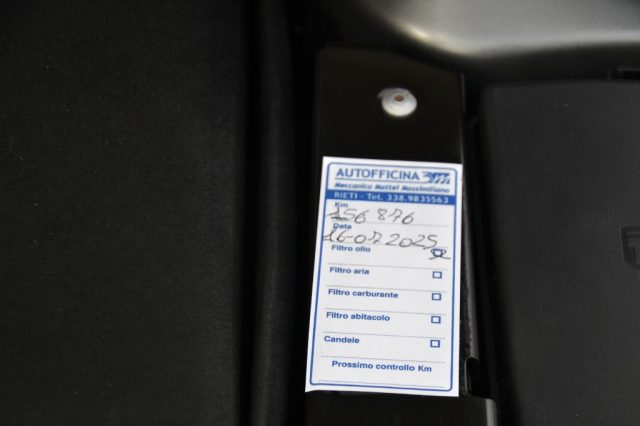 AUTOFFICINA
Meccanico Mattei Massimiliano
RIETI - Tel. 338.9835563
Km
156 876
Data
16-07 2025
Filtro olio
Filtro aria
Filtro carburante
Filtro abitacolo
Candele
Prossimo controllo Km